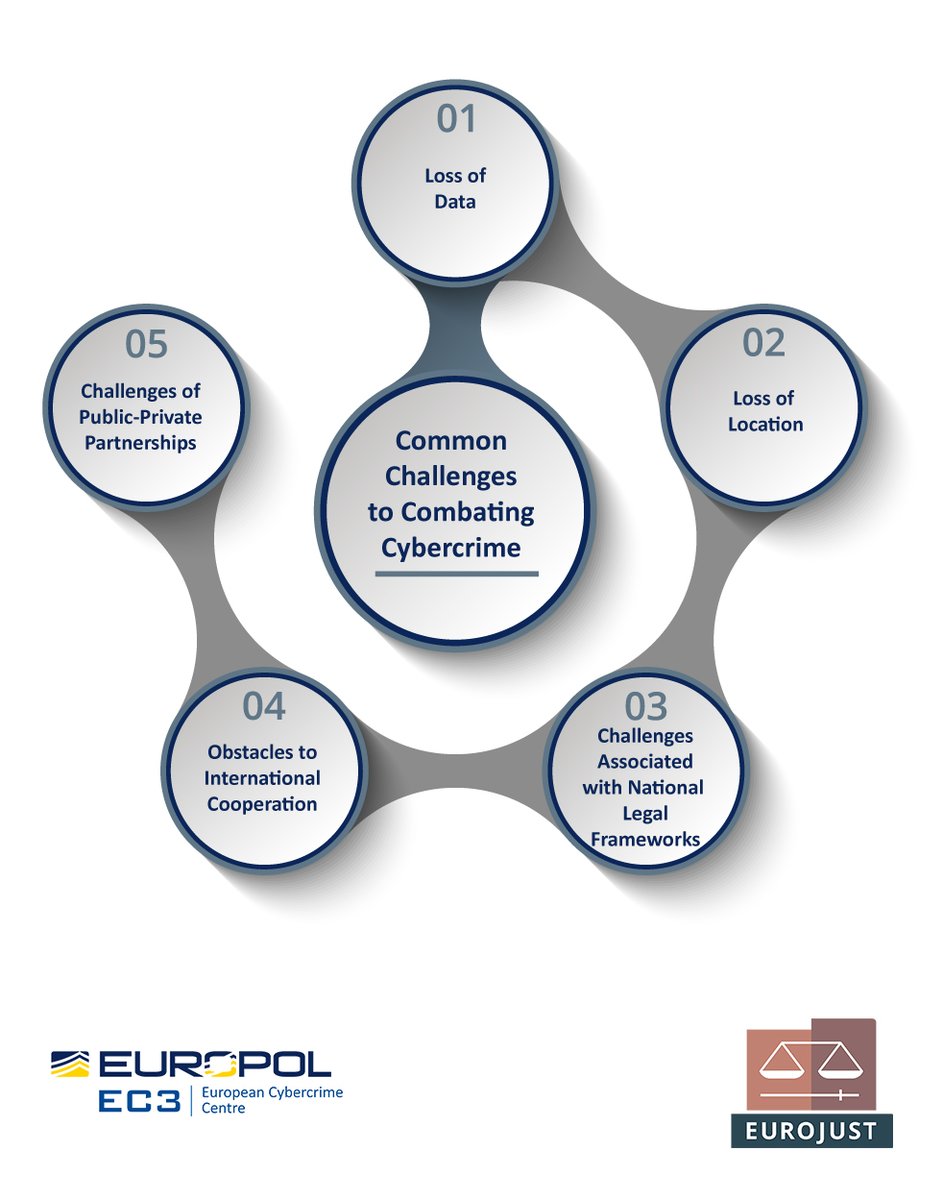 01
Loss of
Data
02
Loss of
Location
03
Challenges
Associated
with National
Legal
Frameworks
04
Obstacles to
International
Cooperation
05
Challenges of
Public-Private
Partnerships
Common
Challenges
to Combating
Cybercrime
EUROPOL
EC3
European Cybercrime
Centre
EUROJUST